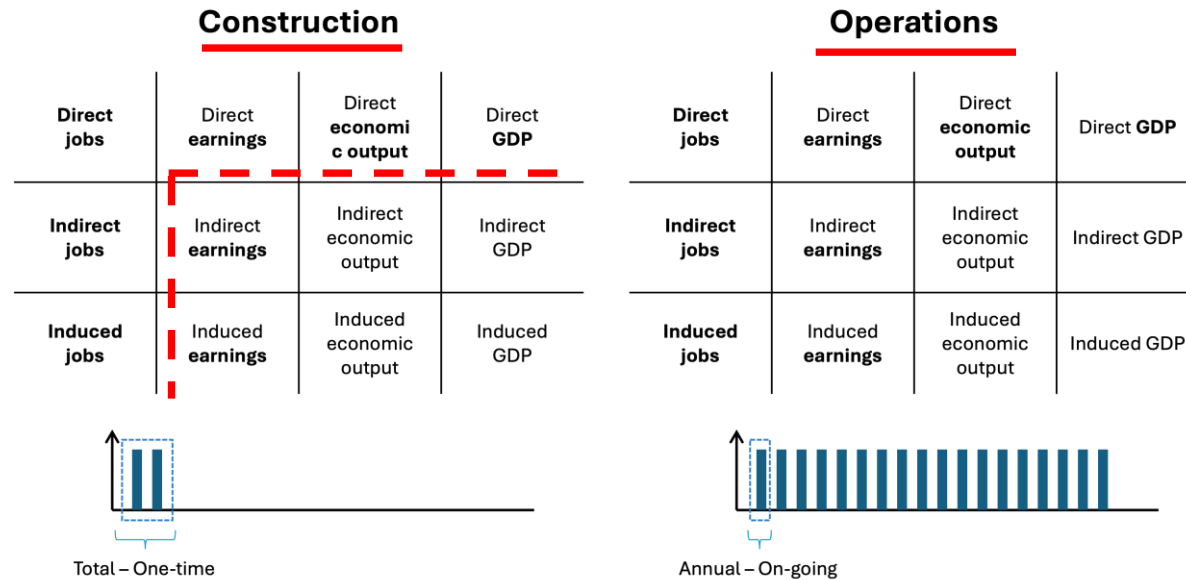 Construction
Direct
jobs
Direct
earnings
Direct
economi
c output
Direct
GDP
Indirect
jobs
Indirect
earnings
Indirect
economic
output
Indirect
GDP
Induced
jobs
Induced
earnings
Induced
economic
output
Induced
GDP
Total – One-time
Operations
Direct
jobs
Direct
earnings
Direct
economic
output
Direct GDP
Indirect
jobs
Indirect
earnings
Indirect
economic
output
Indirect GDP
Induced
jobs
Induced
earnings
Induced
economic
output
Induced GDP
Annual – On-going